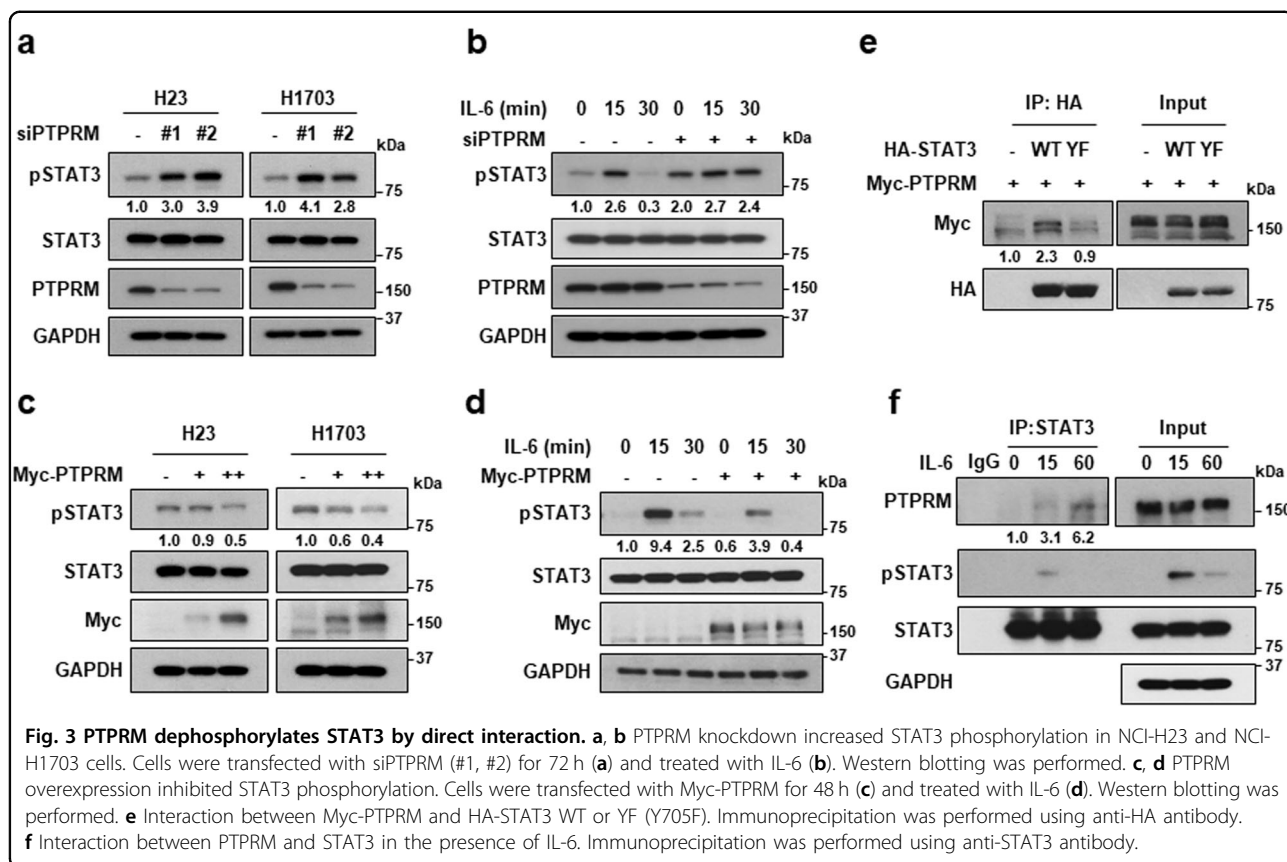 a
H23 H1703
siPTPRM - #1 #2 - #1 #2 kDa
pSTAT3 75
1.0 3.0 3.9 1.0 4.1 2.8
STAT3 75
PTPRM 150
GAPDH 37
b
IL-6 (min) 0 15 30 0 15 30
siPTPRM - - - + + + kDa
pSTAT3 75
1.0 2.6 0.3 2.0 2.7 2.4
STAT3 75
PTPRM 150
GAPDH 37
e
IP: HA Input
HA-STAT3 - WT YF - WT YF
Myc-PTPRM + + + + + + kDa
Myc 150
1.0 2.3 0.9
HA 75
c
H23 H1703
Myc-PTPRM - + ++ - + ++ kDa
pSTAT3 75
1.0 0.9 0.5 1.0 0.6 0.4
STAT3 75
Myc 150
GAPDH 37
d
IL-6 (min) 0 15 30 0 15 30
Myc-PTPRM - - - + + + kDa
pSTAT3 75
1.0 9.4 2.5 0.6 3.9 0.4
STAT3 75
Myc 150
GAPDH 37
f
IP:STAT3 Input
IL-6 IgG 0 15 60 0 15 60 kDa
PTPRM 150
1.0 3.1 6.2
pSTAT3 75
STAT3 75
GAPDH 37
Fig. 3 PTPRM dephosphorylates STAT3 by direct interaction. a, b PTPRM knockdown increased STAT3 phosphorylation in NCI-H23 and NCI-
H1703 cells. Cells were transfected with siPTPRM (#1, #2) for 72 h (a) and treated with IL-6 (b). Western blotting was performed. c, d PTPRM
overexpression inhibited STAT3 phosphorylation. Cells were transfected with Myc-PTPRM for 48 h (c) and treated with IL-6 (d). Western blotting was
performed. e Interaction between Myc-PTPRM and HA-STAT3 WT or YF (Y705F). Immunoprecipitation was performed using anti-HA antibody.
f Interaction between PTPRM and STAT3 in the presence of IL-6. Immunoprecipitation was performed using anti-STAT3 antibody.